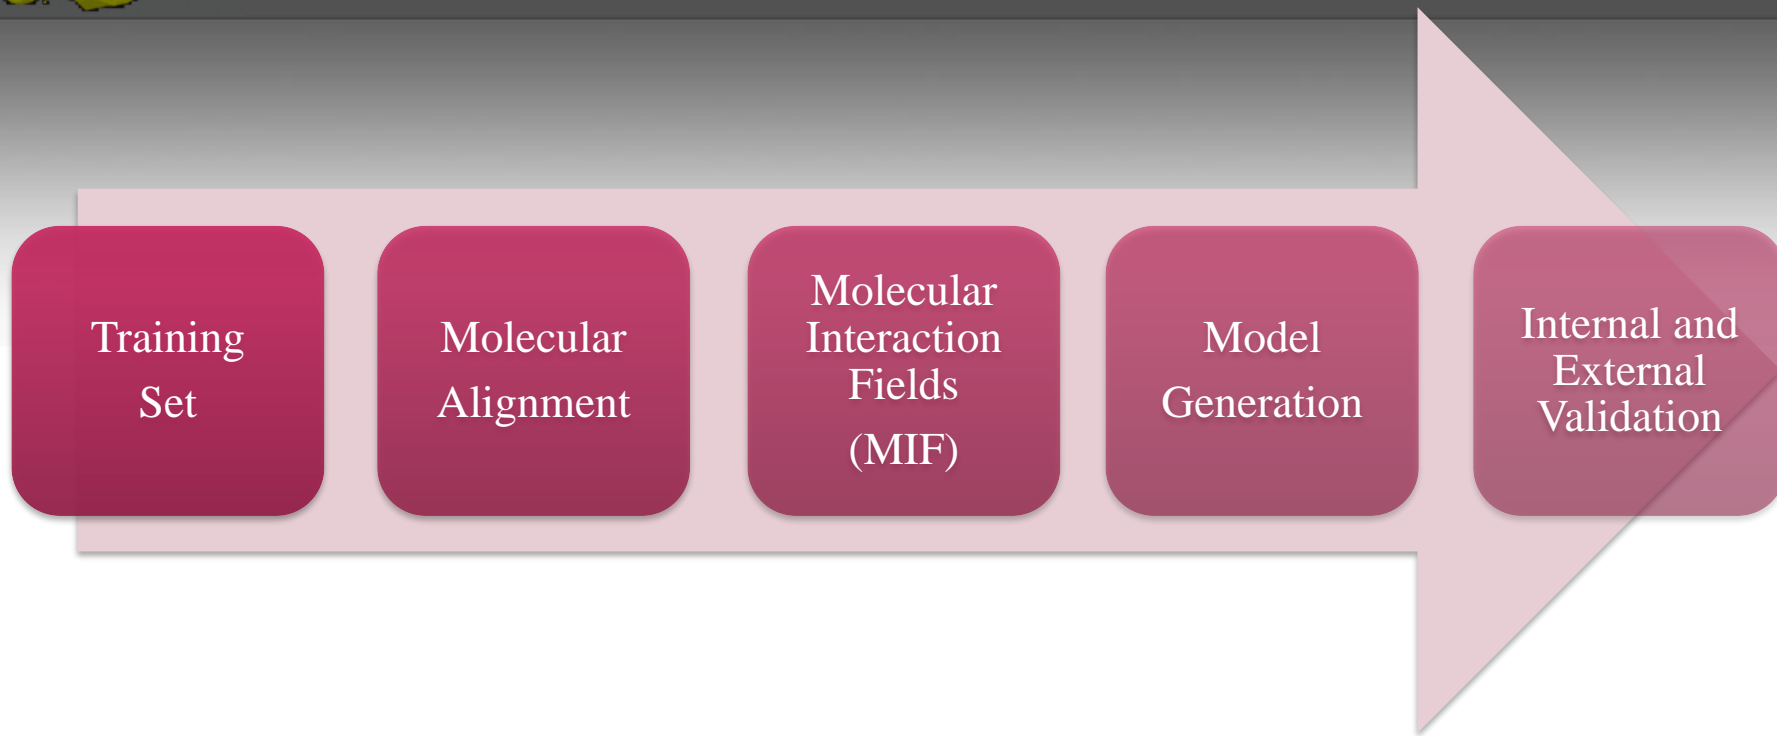 Training
Set
Molecular
Alignment
Molecular
Interaction
Fields
(MIF)
Model
Generation
Internal and
External
Validation